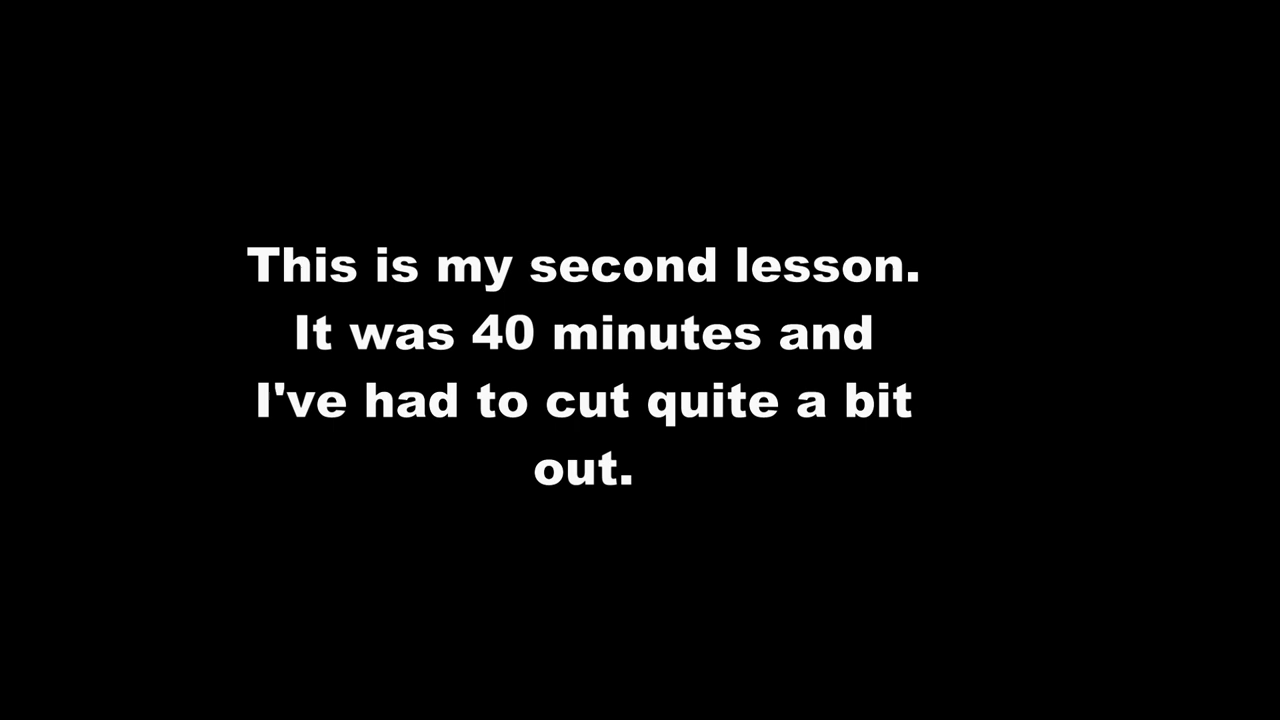 This is my second lesson.
It was 40 minutes and
I've had to cut quite a bit
out.